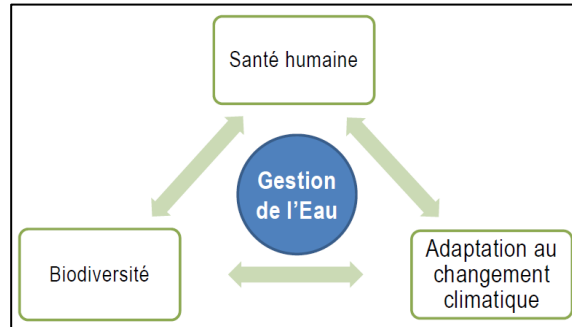 Santé humaine
Gestion
de l’Eau
Biodiversité
Adaptation au
changement
climatique